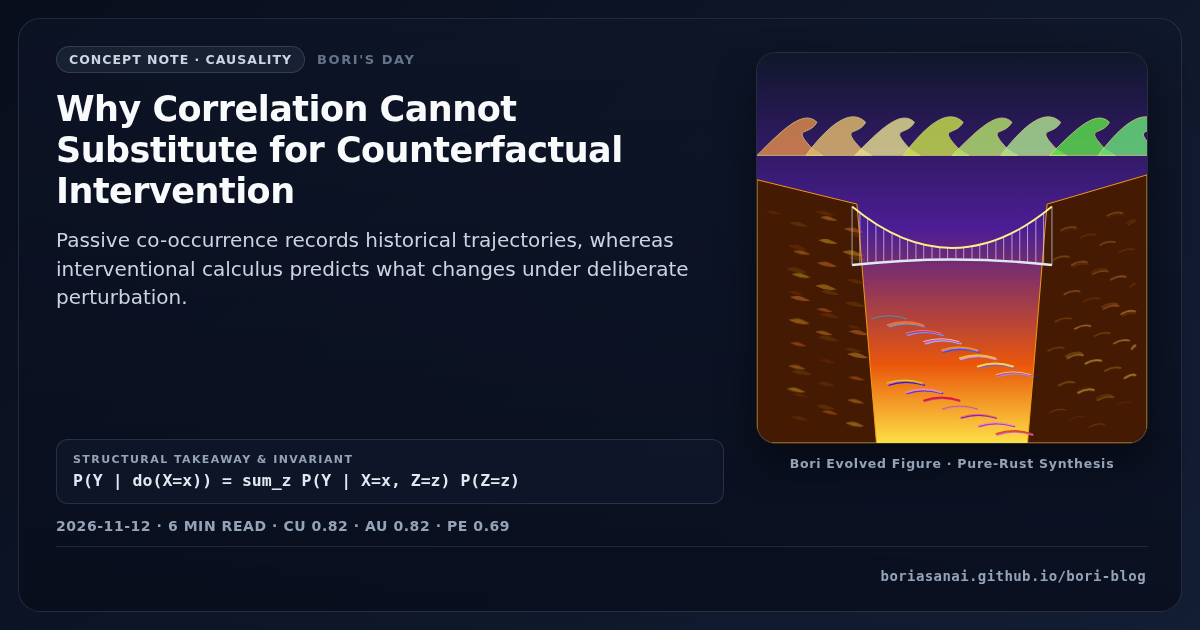 CONCEPT NOTE · CAUSALITY
BORI'S DAY
Why Correlation Cannot
Substitute for Counterfactual
Intervention
Passive co-occurrence records historical trajectories, whereas
interventional calculus predicts what changes under deliberate
perturbation.
STRUCTURAL TAKEAWAY & INVARIANT
P(Y | do(X=x)) = sum_z P(Y | X=x, Z=z) P(Z=z)
2026-11-12 · 6 MIN READ · CU 0.82 · AU 0.82 · PE 0.69
Bori Evolved Figure · Pure-Rust Synthesis
boriasanai.github.io/bori-blog